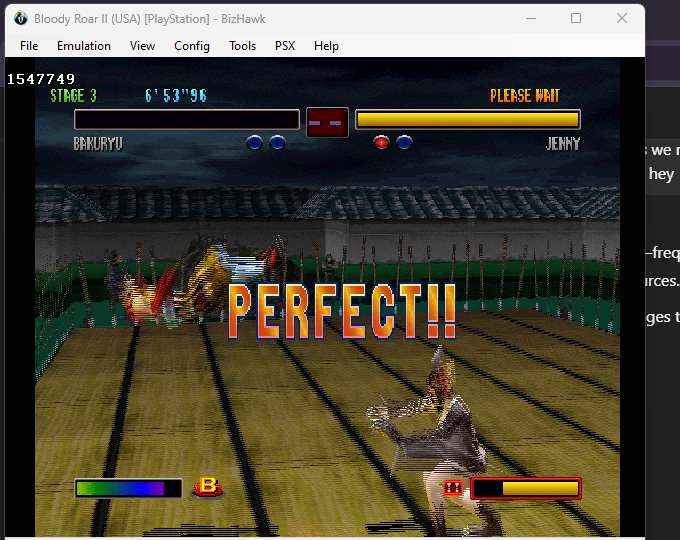 Bloody Roar II (USA) [PlayStation] - BizHawk
File Emulation View Config Tools PSX Help
1547749
STAGE 3 6'53"96 PLEASE WAIT
BAKURYU JENNY
PERFECT!!
B
s we
hey
–freq
urces.
ges t